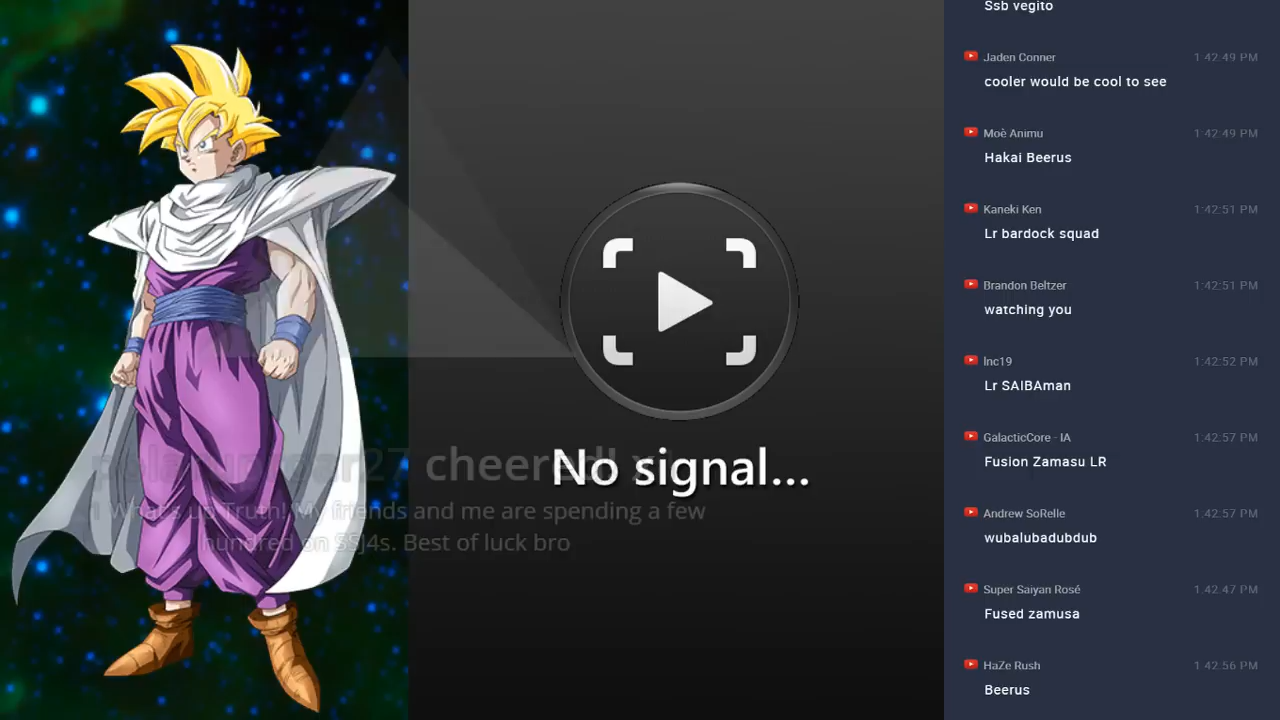 cheered! x
1 What's up Truth! My friends and me are spending a few
hundred on SSJ4s. Best of luck bro
No signal...
Ssb vegito
Jaden Conner 1:42:49 PM
cooler would be cool to see
Moè Animu 1:42:49 PM
Hakai Beerus
Kaneki Ken 1:42:51 PM
Lr bardock squad
Brandon Beltzer 1:42:51 PM
watching you
lnc19 1:42:52 PM
Lr SAIBAman
GalacticCore - IA 1:42:57 PM
Fusion Zamasu LR
Andrew SoRelle 1:42:57 PM
wubalubadubdub
Super Saiyan Rosé 1:42:47 PM
Fused zamusa
HaZe Rush 1:42:56 PM
Beerus